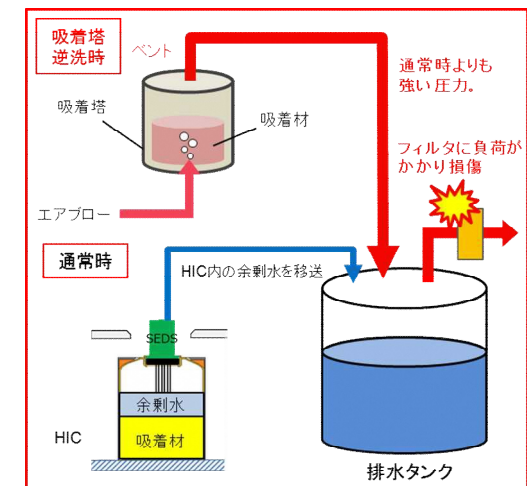 吸着塔
逆洗時
ベント
通常時よりも
強い圧力。
吸着塔
吸着材
フィルタに負荷が
かかり損傷
エアブロー
通常時
HIC内の余剰水を移送
SEDS
余剰水
HIC
吸着材
排水タンク